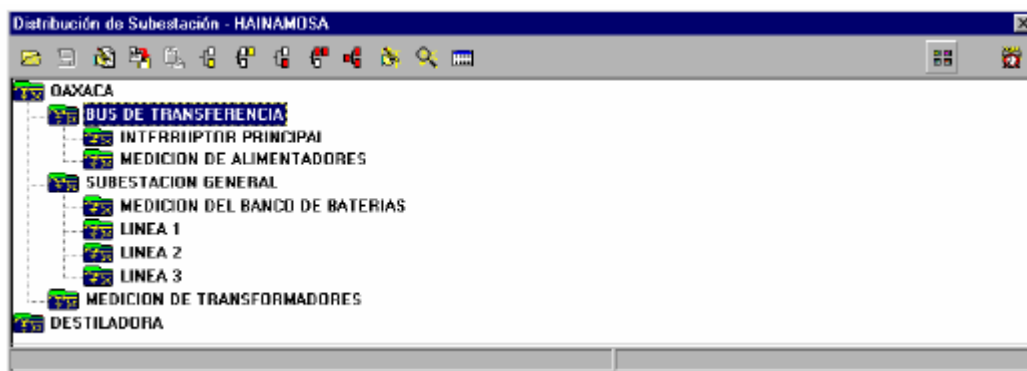 Distribución de Subestación - HAINAMOSA
OAXACA
BUS DE TRANSFERENCIA
INTERRUPTOR PRINCIPAL
MEDICION DE ALIMENTADORES
SUBESTACION GENERAL
MEDICION DEL BANCO DE BATERIAS
LINEA 1
LINEA 2
LINEA 3
MEDICION DE TRANSFORMADORES
DESTILADORA